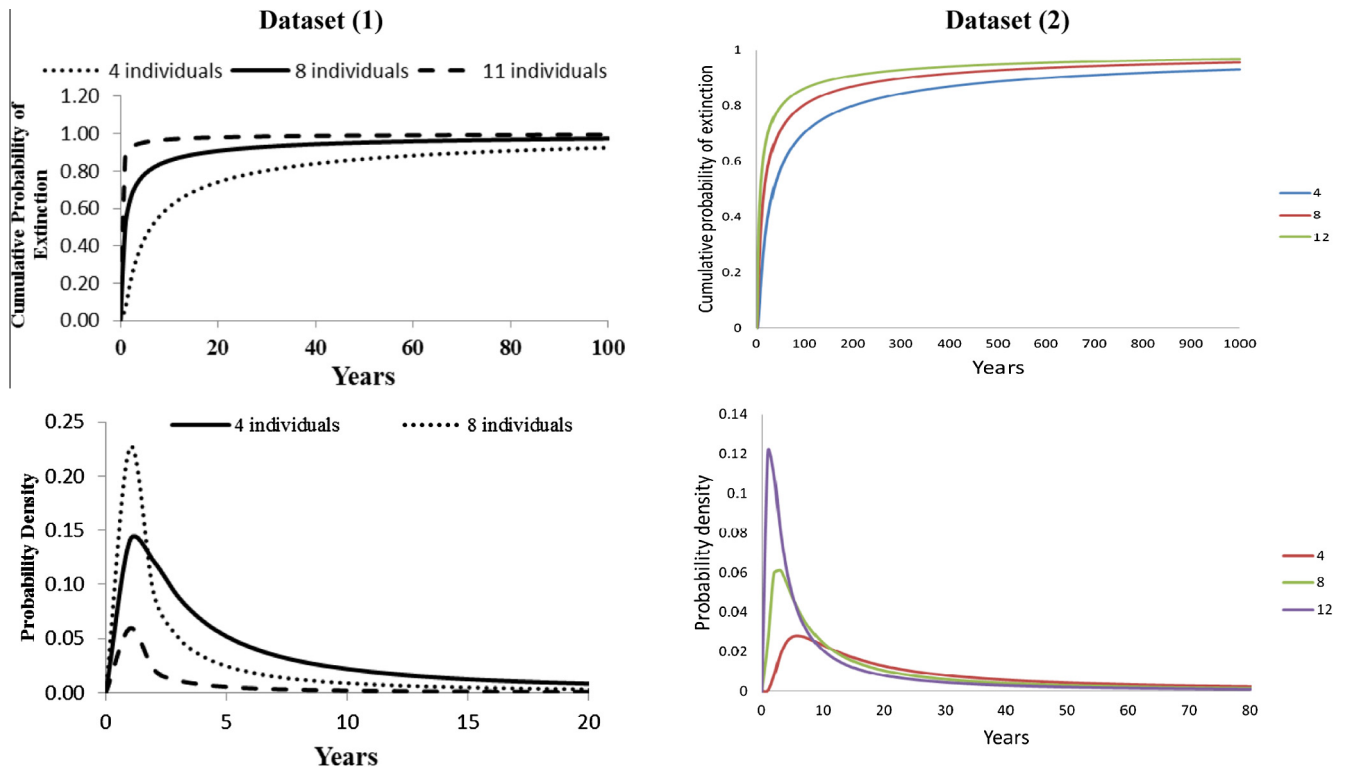 Dataset (1)
4 individuals 8 individuals 11 individuals
Cumulative Probability of
Extinction
1.20
1.00
0.80
0.60
0.40
0.20
0.00
0 20 40 60 80 100
Years
Dataset (2)
Cumulative probability of extinction
1
0.8
0.6
0.4
0.2
0
0 100 200 300 400 500 600 700 800 900 1000
Years
4
8
12
4 individuals 8 individuals
Probability Density
0.25
0.20
0.15
0.10
0.05
0.00
0 5 10 15 20
Years
Probability density
0.14
0.12
0.1
0.08
0.06
0.04
0.02
0
0 10 20 30 40 50 60 70 80
Years
4
8
12